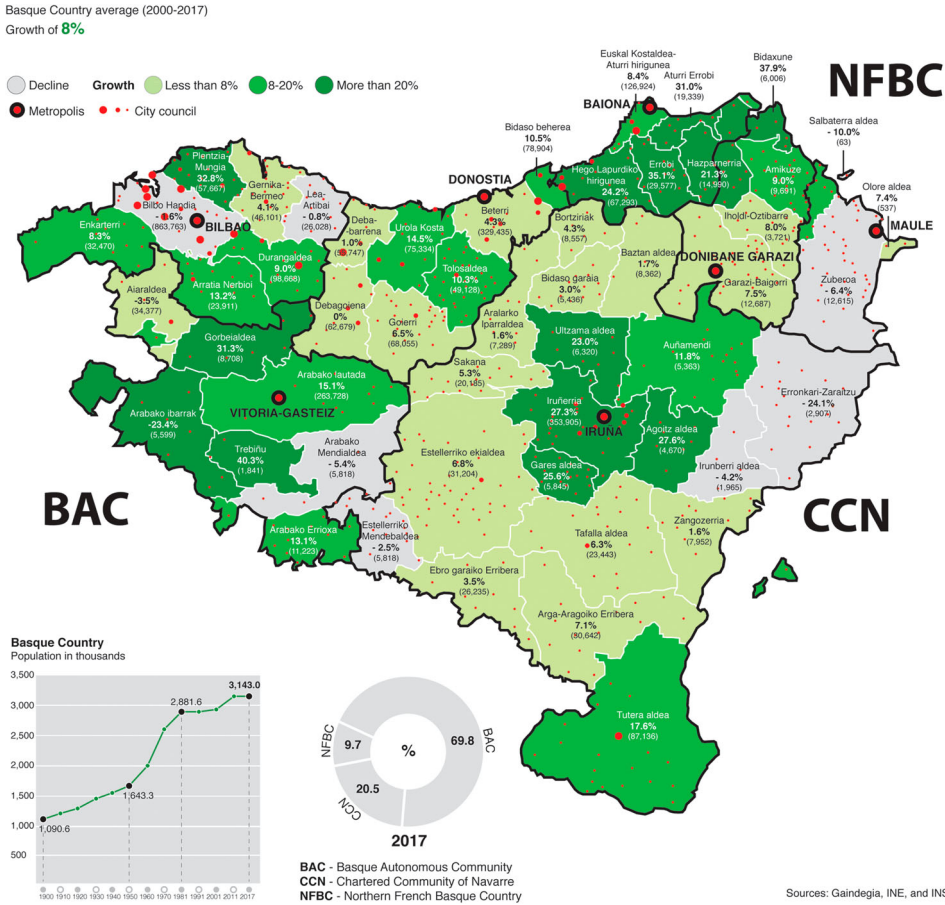 Basque Country average (2000-2017)
Growth of 8%
Decline
Growth
Less than 8%
8-20%
More than 20%
Metropolis
City council
NFBC
BAC
CCN
Euskal Kostaldea-
Aturri hirigunea
8.4%
(126,924)
Aturri Errobi
31.0%
(19,339)
Bidaxune
37.9%
(6,006)
BAIONA
Salbaterra aldea
- 10.0%
(63)
Bidaso beherea
10.5%
(78,904)
Plentzia-
Mungia
32.8%
(57,667)
Gernika-
Bermeo
4.1%
(46,101)
Lea-
Artibai
- 0.8%
(26,028)
DONOSTIA
Hego Lapurdiko
hirigunea
24.2%
(67,293)
Errobi
35.1%
(29,577)
Hazparnerria
21.3%
(14,990)
Amikuze
9.0%
(9,691)
Olore aldea
7.4%
(537)
MAULE
Bilbo Handia
- 1.6%
(863,763)
BILBAO
Enkarterri
8.3%
(32,470)
Deba-
-barrena
1.0%
Urola Kosta
14.5%
(75,334)
Beterri
4.3%
(329,435)
Bortziriak
4.3%
(8,557)
Baztan aldea
1.7%
(8,362)
Iholdi-Oztibarre
8.0%
(3,721)
DONIBANE GARAZI
Garazi-Baigorri
7.5%
(12,687)
Zuberoa
- 6.4%
(12,615)
Durangaldea
9.0%
(98,668)
Arratia Nerbioi
13.2%
(23,911)
Tolosaldea
10.3%
(49,128)
Bidaso garaia
3.0%
(5,436)
Aiaraldea
-3.5%
(34,377)
Debagoiena
0%
(62,679)
Goierri
6.5%
(68,055)
Aralarko
Iparraldea
1.6%
(7,289)
Ultzama aldea
23.0%
(6,320)
Auñamendi
11.8%
(5,363)
Gorbeialdea
31.3%
(8,708)
Sakana
5.3%
(20,185)
Arabako lautada
15.1%
(263,728)
VITORIA-GASTEIZ
Erronkari-Zaraitzu
- 24.1%
(2,907)
Arabako ibarrak
-23.4%
(5,599)
Iruñerria
27.3%
(353,905)
IRUNA
Agoitz aldea
27.6%
(4,670)
Trebiñu
40.3%
(1,841)
Arabako
Mendialdea
- 5.4%
(5,818)
Estellerriko ekialdea
6.8%
(31,204)
Gares aldea
25.6%
(5,845)
Irunberri aldea
- 4.2%
(1,965)
Arabako Errioxa
13.1%
(11,223)
Estellerriko
Mendebaldea
- 2.5%
(5,818)
Tafalla aldea
6.3%
(23,443)
Zangozerria
1.6%
(7,952)
Ebro garaiko Erribera
3.5%
(26,235)
Arga-Aragoiko Erribera
7.1%
(80,642)
Tutera aldea
17.6%
(87,136)
Basque Country
Population in thousands
3,500
3,000
2,500
2,000
1,500
1,000
500
1,090.6
1,643.3
2,881.6
3,143.0
1900 1910 1920 1930 1940 1950 1960 1970 1981 1991 2001 2011 2017
NFBC
9.7
%
69.8
BAC
20.5
CCN
2017
BAC - Basque Autonomous Community
CCN - Chartered Community of Navarre
NFBC - Northern French Basque Country
Sources: Gaindegia, INE, and INS